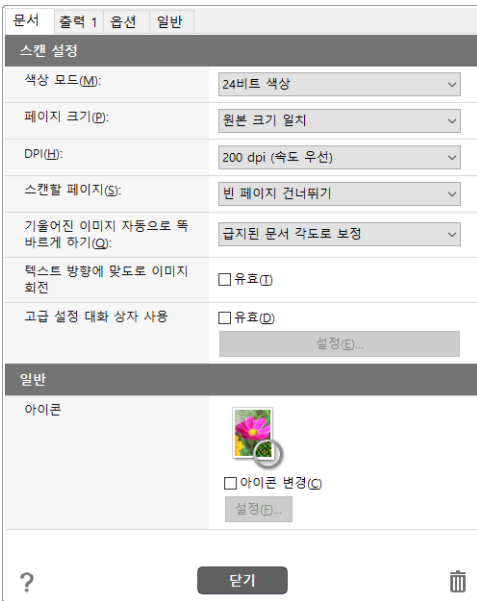 문서 출력 1 옵션 일반
스캔 설정
색상 모드(M): 24비트 색상
페이지 크기(P): 원본 크기 일치
DPI(H): 200 dpi (속도 우선)
스캔할 페이지(S): 빈 페이지 건너뛰기
기울어진 이미지 자동으로 똑
바르게 하기(Q): 급지된 문서 각도로 보정
텍스트 방향에 맞도로 이미지
회전 유효(T)
고급 설정 대화 상자 사용 유효(D)
설정(E)...
일반
아이콘
아이콘 변경(C)
설정(F)...
? 닫기